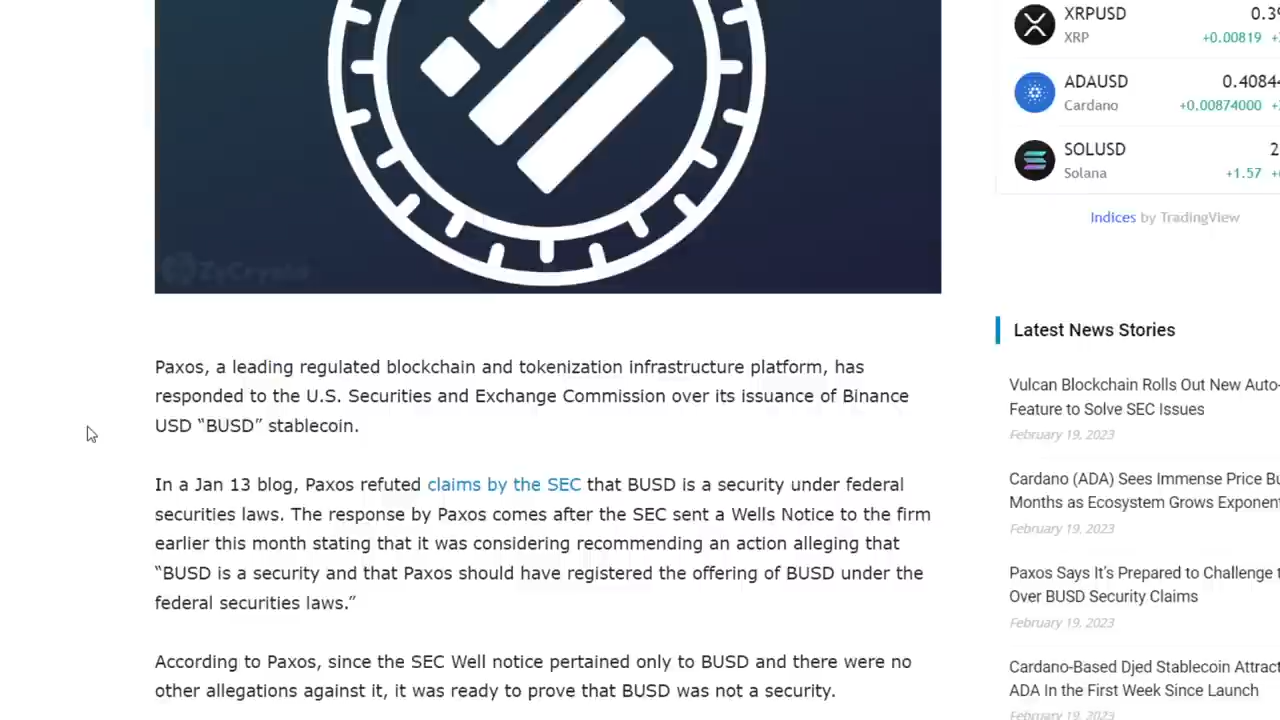 XRPUSD
XRP
+0.00819
ADAUSD
0.4084
Cardano
+0.00874000
SOLUSD
Solana
+1.57
Indices by TradingView
ZyCrypto
Paxos, a leading regulated blockchain and tokenization infrastructure platform, has
responded to the U.S. Securities and Exchange Commission over its issuance of Binance
USD “BUSD” stablecoin.
In a Jan 13 blog, Paxos refuted claims by the SEC that BUSD is a security under federal
securities laws. The response by Paxos comes after the SEC sent a Wells Notice to the firm
earlier this month stating that it was considering recommending an action alleging that
“BUSD is a security and that Paxos should have registered the offering of BUSD under the
federal securities laws.”
According to Paxos, since the SEC Well notice pertained only to BUSD and there were no
other allegations against it, it was ready to prove that BUSD was not a security.
Latest News Stories
Vulcan Blockchain Rolls Out New Auto-
Feature to Solve SEC Issues
February 19, 2023
Cardano (ADA) Sees Immense Price
Months as Ecosystem Grows
February 19, 2023
Paxos Says It’s Prepared to Challenge
Over BUSD Security Claims
February 19, 2023
Cardano-Based Djed Stablecoin
ADA In the First Week Since Launch
February 19, 2023